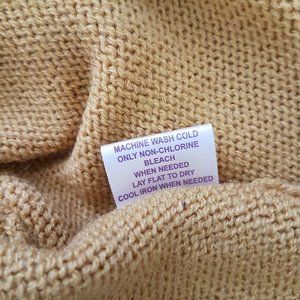 MACHINE WASH COLD
ONLY NON-CHLORINE
BLEACH
WHEN NEEDED
LAY FLAT TO DRY
COOL IRON WHEN NEEDED